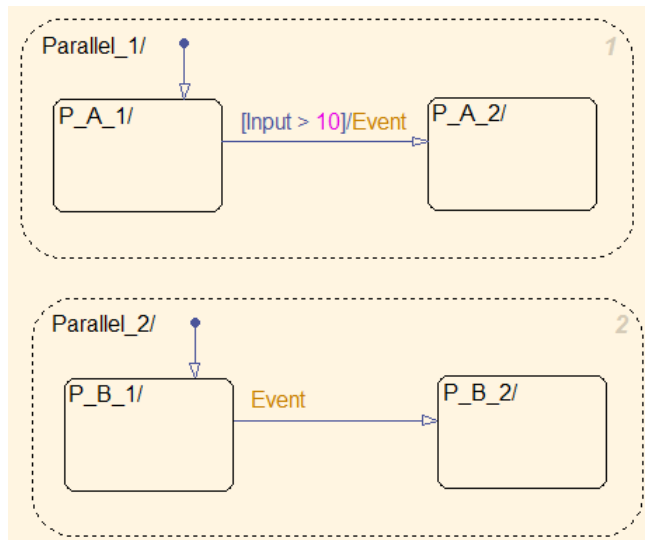 Parallel_1/
1
P_A_1/
[Input > 10]/Event
P_A_2/
Parallel_2/
2
P_B_1/
Event
P_B_2/